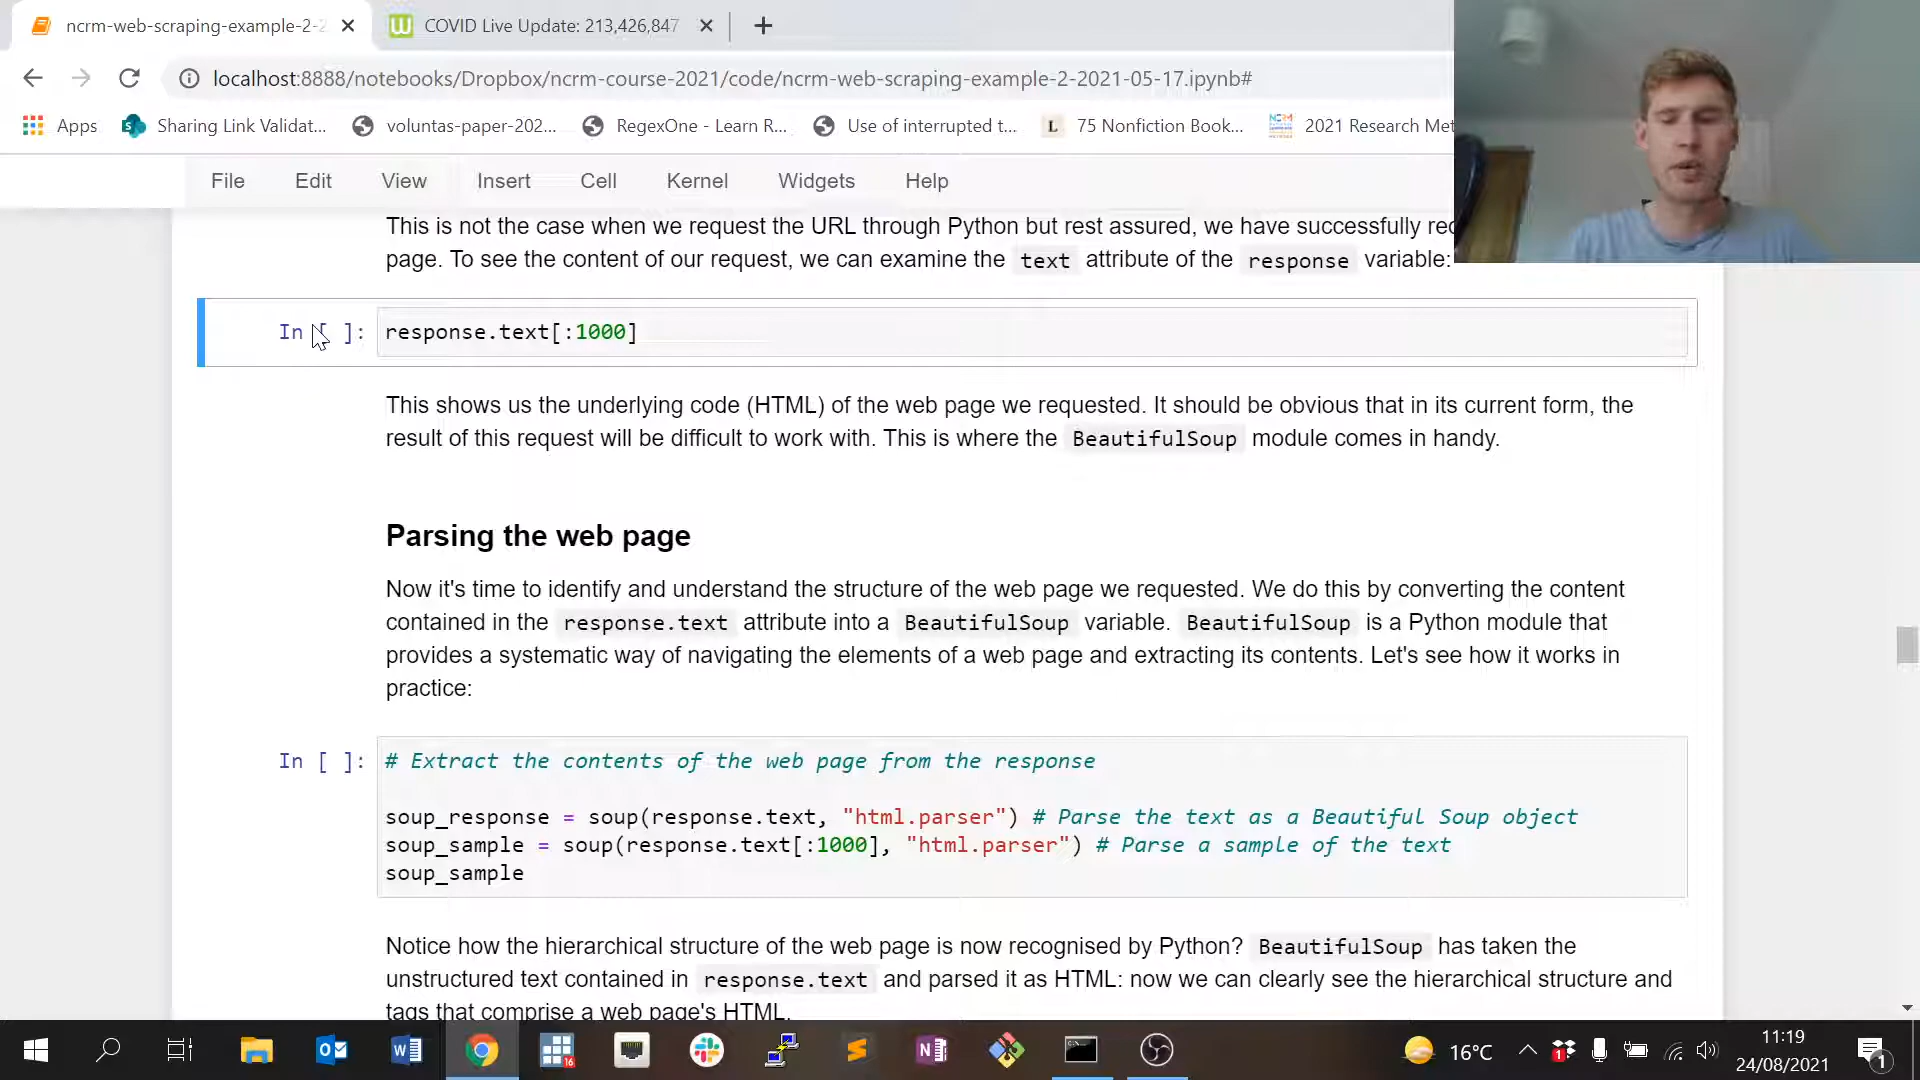 ncrm-web-scraping-example-2-2
COVID Live Update: 213,426,847
localhost:8888/notebooks/Dropbox/ncrm-course-2021/code/ncrm-web-scraping-example-2-2021-05-17.ipynb#
Apps
Sharing Link Validat...
voluntas-paper-202...
RegexOne - Learn R...
Use of interrupted t...
L
75 Nonfiction Book...
2021 Research Met
File Edit View Insert Cell Kernel Widgets Help
This is not the case when we request the URL through Python but rest assured, we have successfully rec
page. To see the content of our request, we can examine the text attribute of the response variable:
In [ ]: response.text[:1000]
This shows us the underlying code (HTML) of the web page we requested. It should be obvious that in its current form, the
result of this request will be difficult to work with. This is where the BeautifulSoup module comes in handy.
Parsing the web page
Now it's time to identify and understand the structure of the web page we requested. We do this by converting the content
contained in the response.text attribute into a BeautifulSoup variable. BeautifulSoup is a Python module that
provides a systematic way of navigating the elements of a web page and extracting its contents. Let's see how it works in
practice:
In [ ]: # Extract the contents of the web page from the response
soup_response = soup(response.text, "html.parser") # Parse the text as a Beautiful Soup object
soup_sample = soup(response.text[:1000], "html.parser") # Parse a sample of the text
soup_sample
Notice how the hierarchical structure of the web page is now recognised by Python? BeautifulSoup has taken the
unstructured text contained in response.text and parsed it as HTML: now we can clearly see the hierarchical structure and
tags that comprise a web page's HTML.
16
16°C
1
11:19
24/08/2021
1